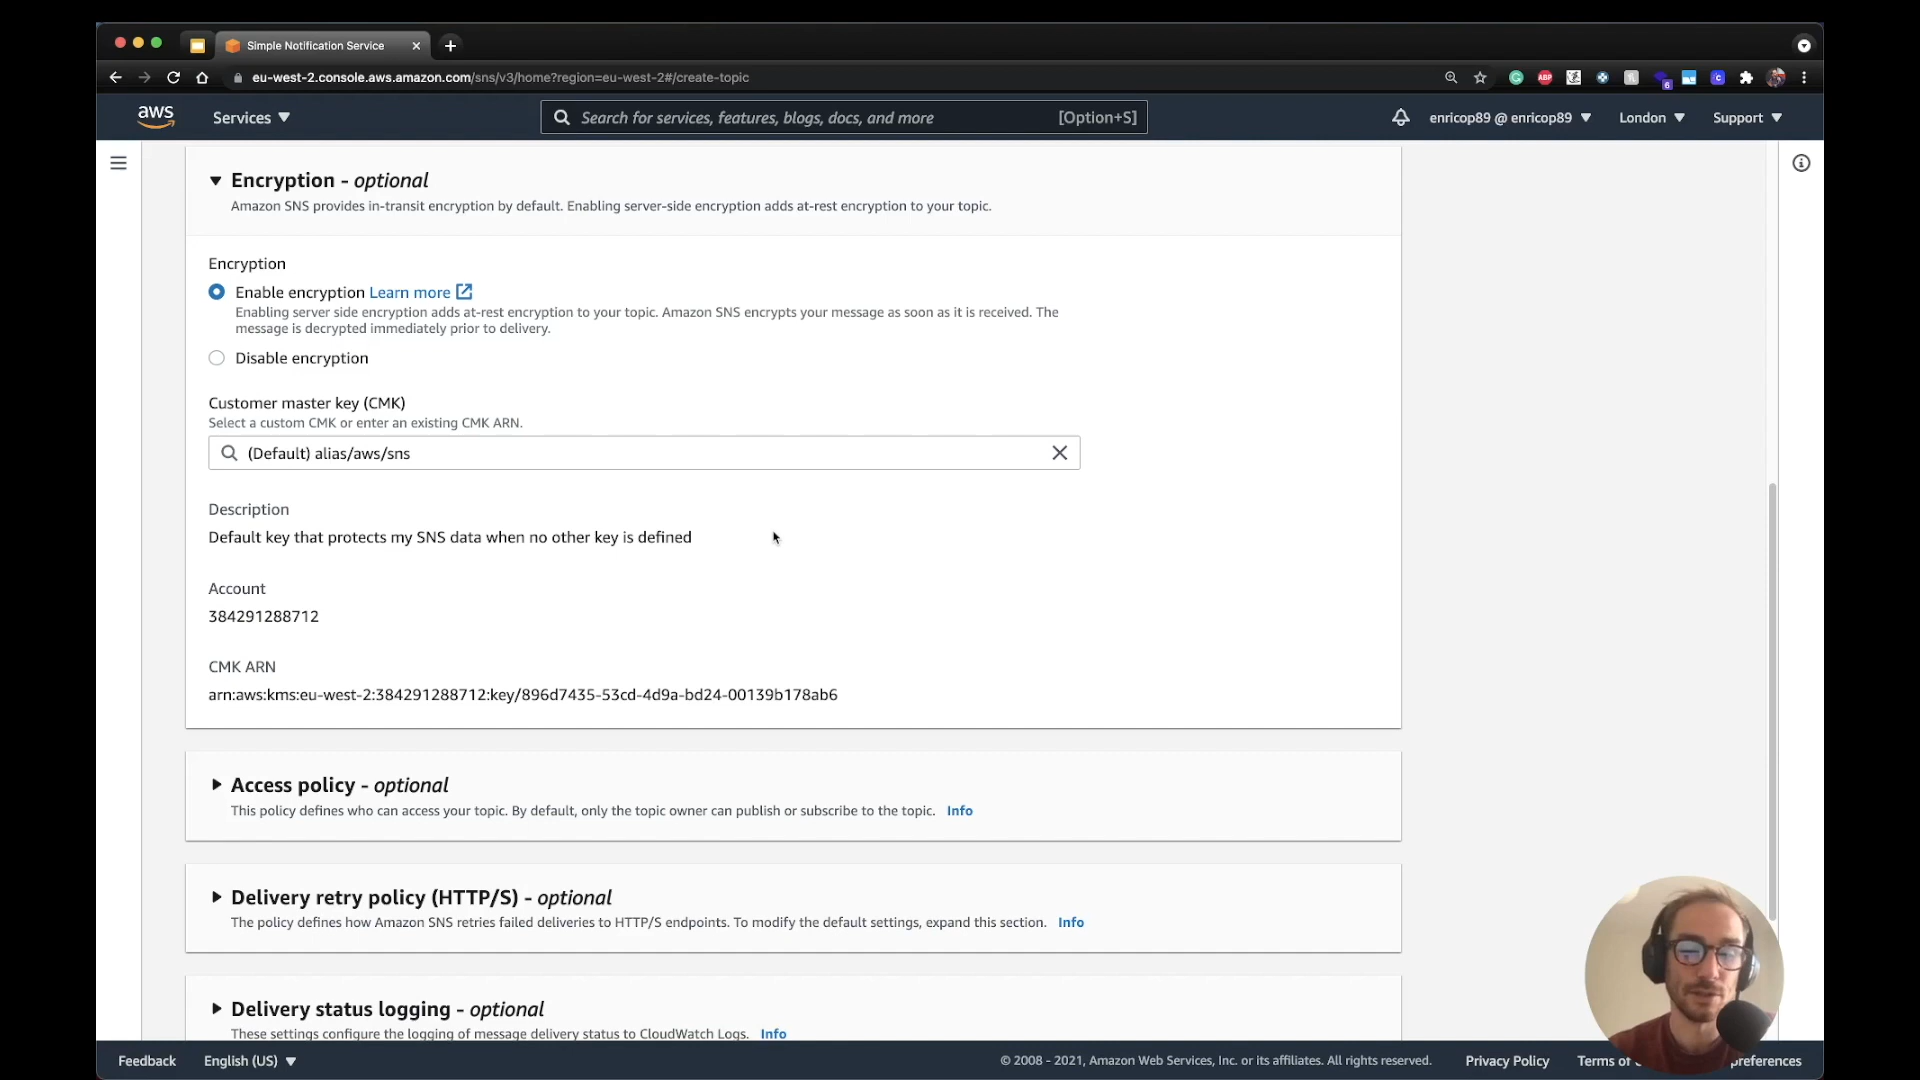 Simple Notification Service
eu-west-2.console.aws.amazon.com/sns/v3/home?region=eu-west-2#/create-topic
ABP
6
aws
Services
Search for services, features, blogs, docs, and more
[Option+S]
enricop89 @ enricop89
London
Support
Encryption - optional
Amazon SNS provides in-transit encryption by default. Enabling server-side encryption adds at-rest encryption to your topic.
Encryption
Enable encryption Learn more
Enabling server side encryption adds at-rest encryption to your topic. Amazon SNS encrypts your message as soon as it is received. The
message is decrypted immediately prior to delivery.
Disable encryption
Customer master key (CMK)
Select a custom CMK or enter an existing CMK ARN.
(Default) alias/aws/sns
Description
Default key that protects my SNS data when no other key is defined
Account
384291288712
CMK ARN
arn:aws:kms:eu-west-2:384291288712:key/896d7435-53cd-4d9a-bd24-00139b178ab6
Access policy - optional
This policy defines who can access your topic. By default, only the topic owner can publish or subscribe to the topic. Info
Delivery retry policy (HTTP/S) - optional
The policy defines how Amazon SNS retries failed deliveries to HTTP/S endpoints. To modify the default settings, expand this section. Info
Delivery status logging - optional
These settings configure the logging of message delivery status to CloudWatch Logs. Info
Feedback
English (US)
© 2008 - 2021, Amazon Web Services, Inc. or its affiliates. All rights reserved.
Privacy Policy
Terms of
preferences